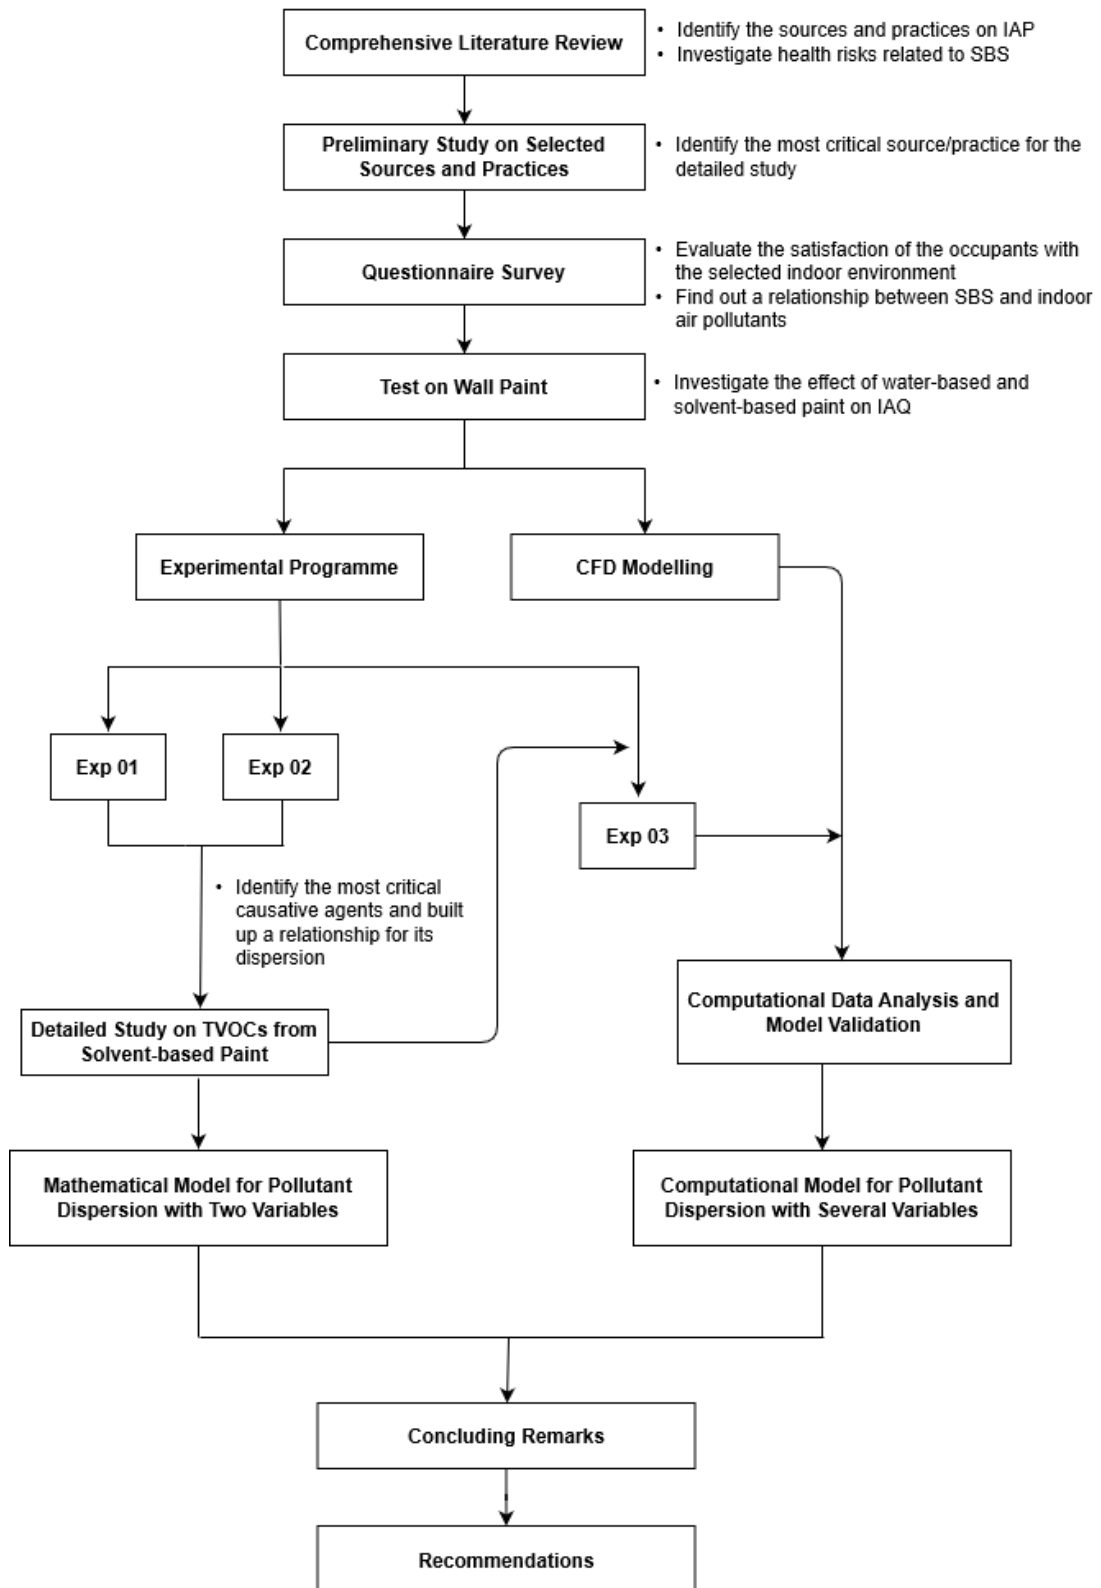 Comprehensive Literature Review
• Identify the sources and practices on IAP
• Investigate health risks related to SBS
Preliminary Study on Selected
Sources and Practices
• Identify the most critical source/practice for the
detailed study
Questionnaire Survey
• Evaluate the satisfaction of the occupants with
the selected indoor environment
• Find out a relationship between SBS and indoor
air pollutants
Test on Wall Paint
• Investigate the effect of water-based and
solvent-based paint on IAQ
Experimental Programme
CFD Modelling
Exp 01
Exp 02
Exp 03
• Identify the most critical
causative agents and built
up a relationship for its
dispersion
Detailed Study on TVOCs from
Solvent-based Paint
Computational Data Analysis and
Model Validation
Mathematical Model for Pollutant
Dispersion with Two Variables
Computational Model for Pollutant
Dispersion with Several Variables
Concluding Remarks
Recommendations